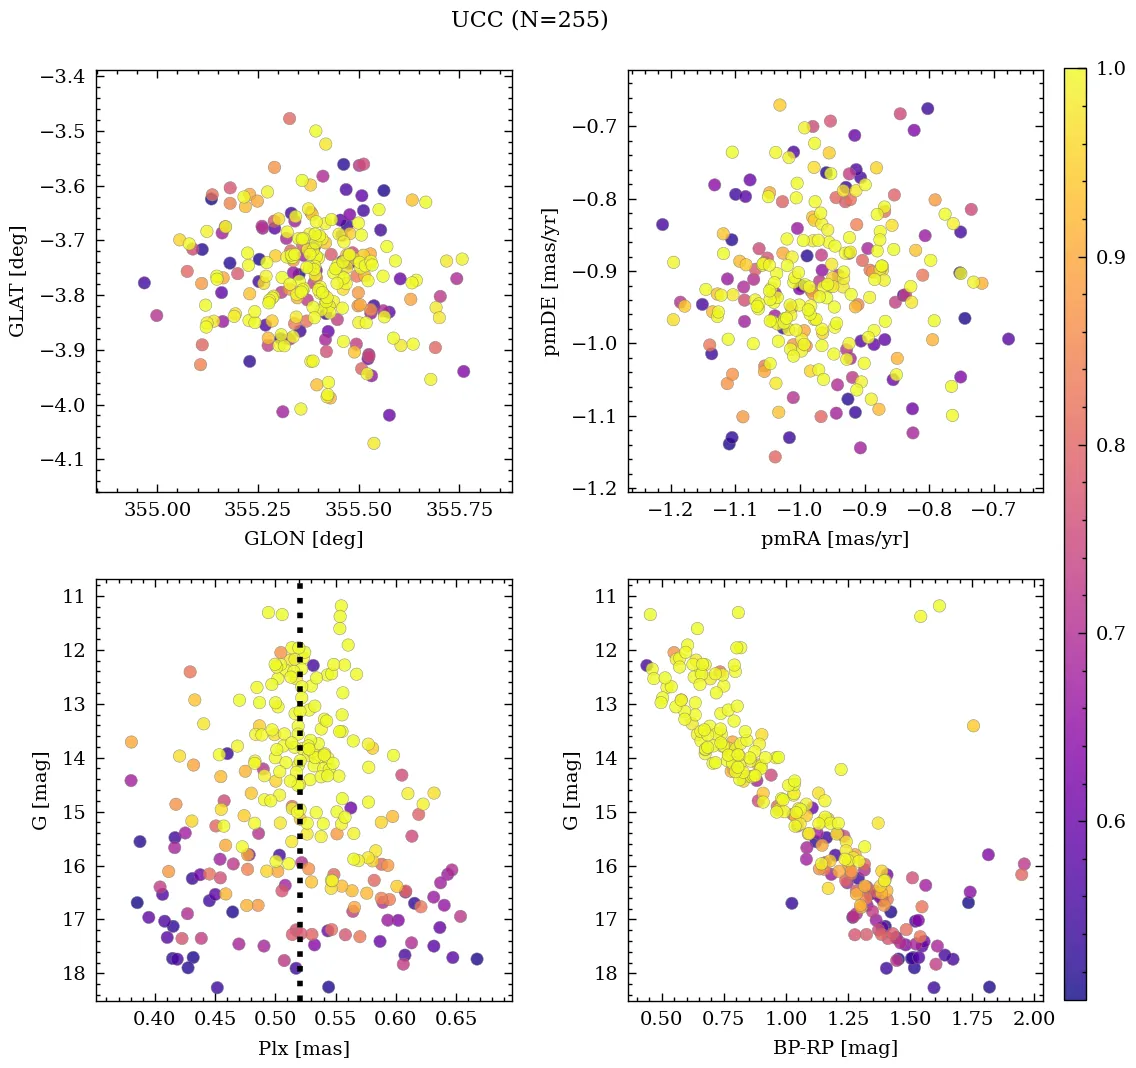 UCC (N=255)
−3.4
−3.5
−3.6
−3.7
−3.8
−3.9
−4.0
−4.1
GLAT [deg]
355.00 355.25 355.50 355.75
GLON [deg]
−0.7
−0.8
−0.9
−1.0
−1.1
−1.2
pmDE [mas/yr]
−1.2 −1.1 −1.0 −0.9 −0.8 −0.7
pmRA [mas/yr]
1.0
0.9
0.8
0.7
0.6
11
12
13
14
15
16
17
18
G [mag]
0.40 0.45 0.50 0.55 0.60 0.65
Plx [mas]
11
12
13
14
15
16
17
18
G [mag]
0.50 0.75 1.00 1.25 1.50 1.75 2.00
BP-RP [mag]